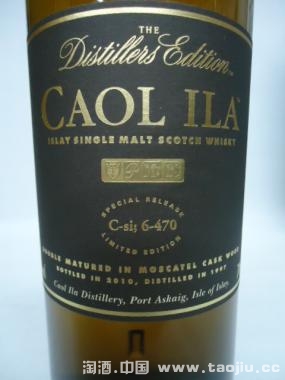 THE
Distillers Edition™
CAOL ILA
ISLAY SINGLE MALT SCOTCH WHISKY
SPECIAL RELEASE
C-si; 6-470
LIMITED EDITION
DOUBLE MATURED IN MOSCATEL CASK WOOD
BOTTLED IN 2010, DISTILLED IN 1997
Caol Ila Distillery, Port Askaig, Isle of Islay
淘酒.中国 www.taojiu.cc